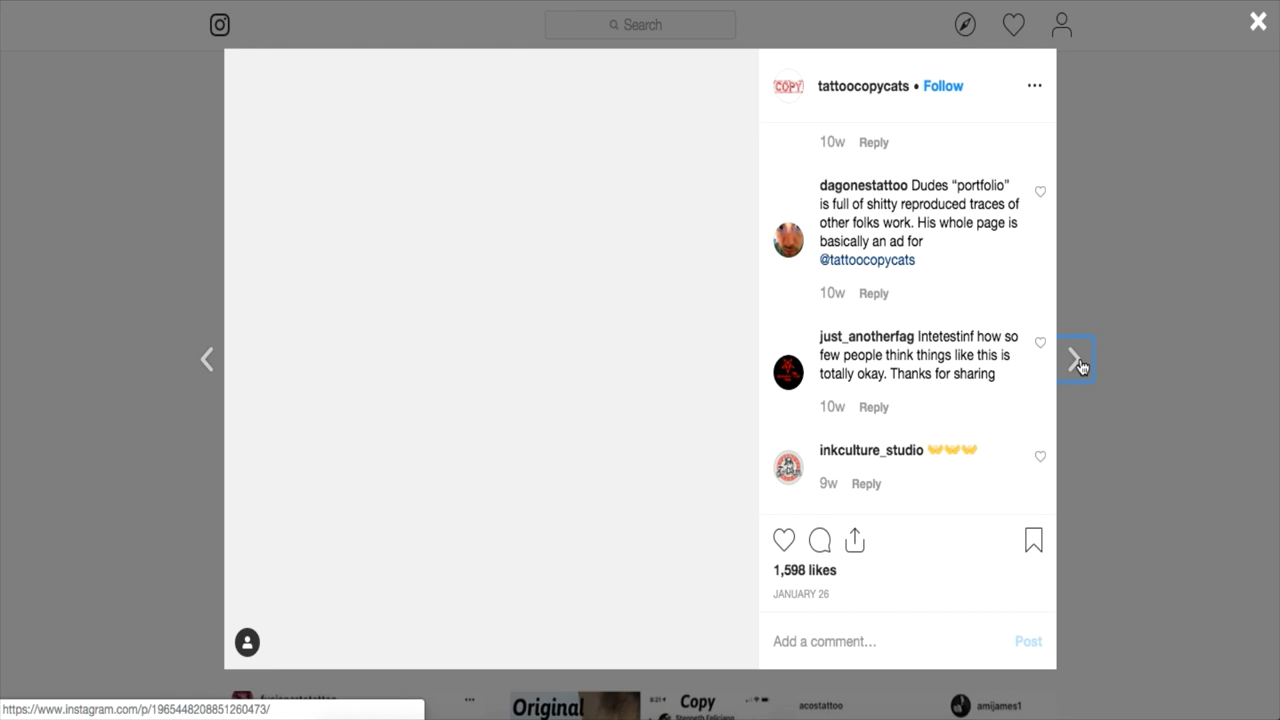 Search
COPY
tattoocopycats • Follow
10w Reply
dagonestattoo Dudes “portfolio”
is full of shitty reproduced traces of
other folks work. His whole page is
basically an ad for
@tattoocopycats
10w Reply
just_anotherfag Intetestinf how so
few people think things like this is
totally okay. Thanks for sharing
10w Reply
inkculture_studio
9w Reply
1,598 likes
JANUARY 26
Add a comment… Post
Original
Copy
acostattoo
amijames1
https://www.instagram.com/p/1965448208851260473/